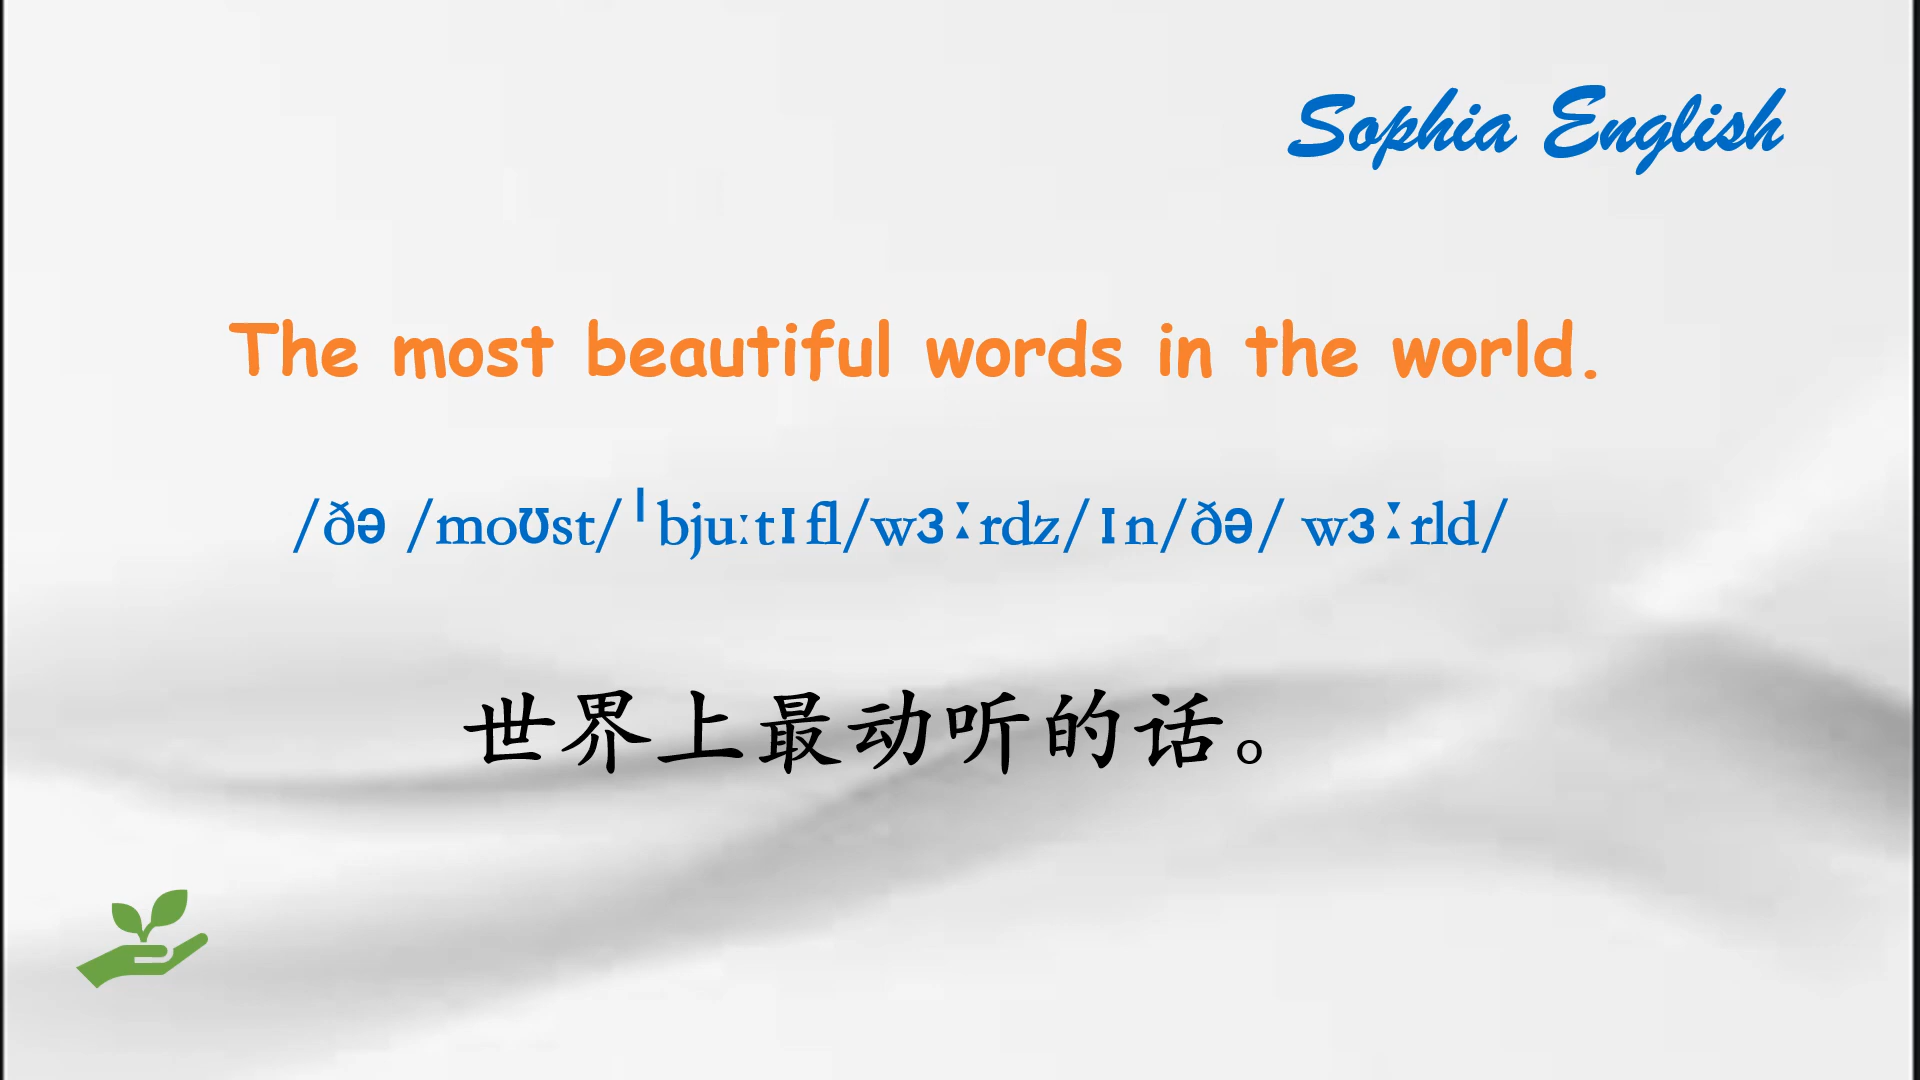 Sophia English
The most beautiful words in the world.
/ðə /moʊst/ˈbjuːtɪfl/wɜːrdz/ɪn/ðə/ wɜːrld/
世界上最动听的话。